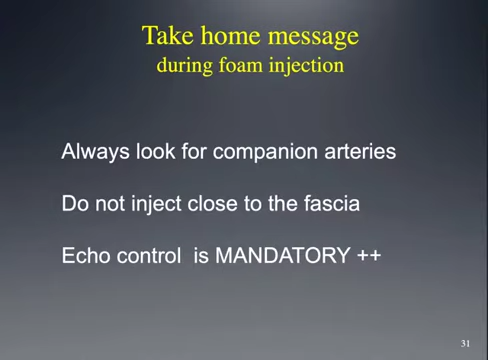 Take home message
during foam injection
Always look for companion arteries
Do not inject close to the fascia
Echo control is MANDATORY ++
31